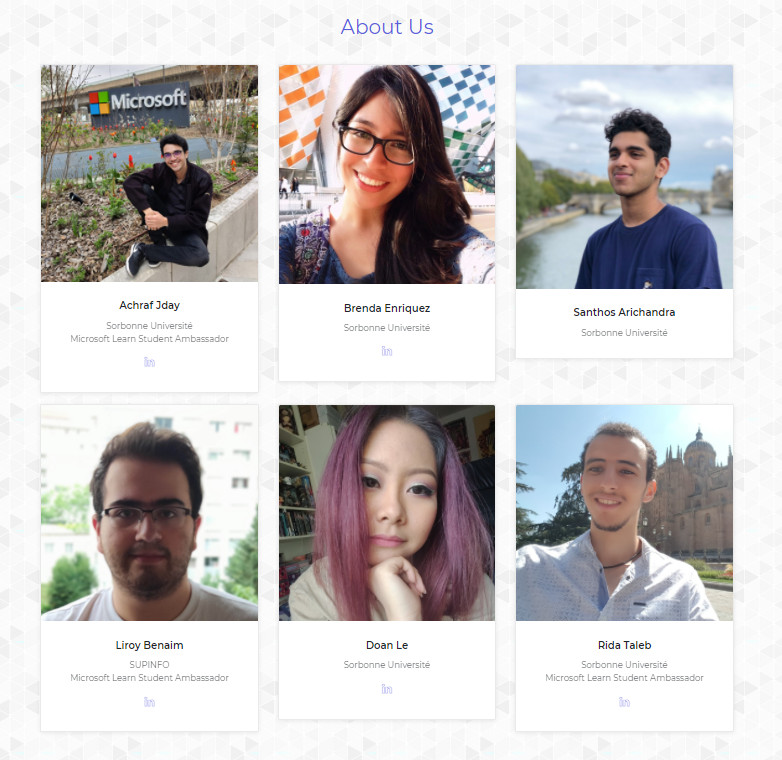 About Us
Microsoft
Achraf Jday
Sorbonne Université
Microsoft Learn Student Ambassador
in
Brenda Enriquez
Sorbonne Université
in
Santhos Arichandra
Sorbonne Université
Liroy Benaim
SUPINFO
Microsoft Learn Student Ambassador
in
Doan Le
Sorbonne Université
in
Rida Taleb
Sorbonne Université
Microsoft Learn Student Ambassador
in